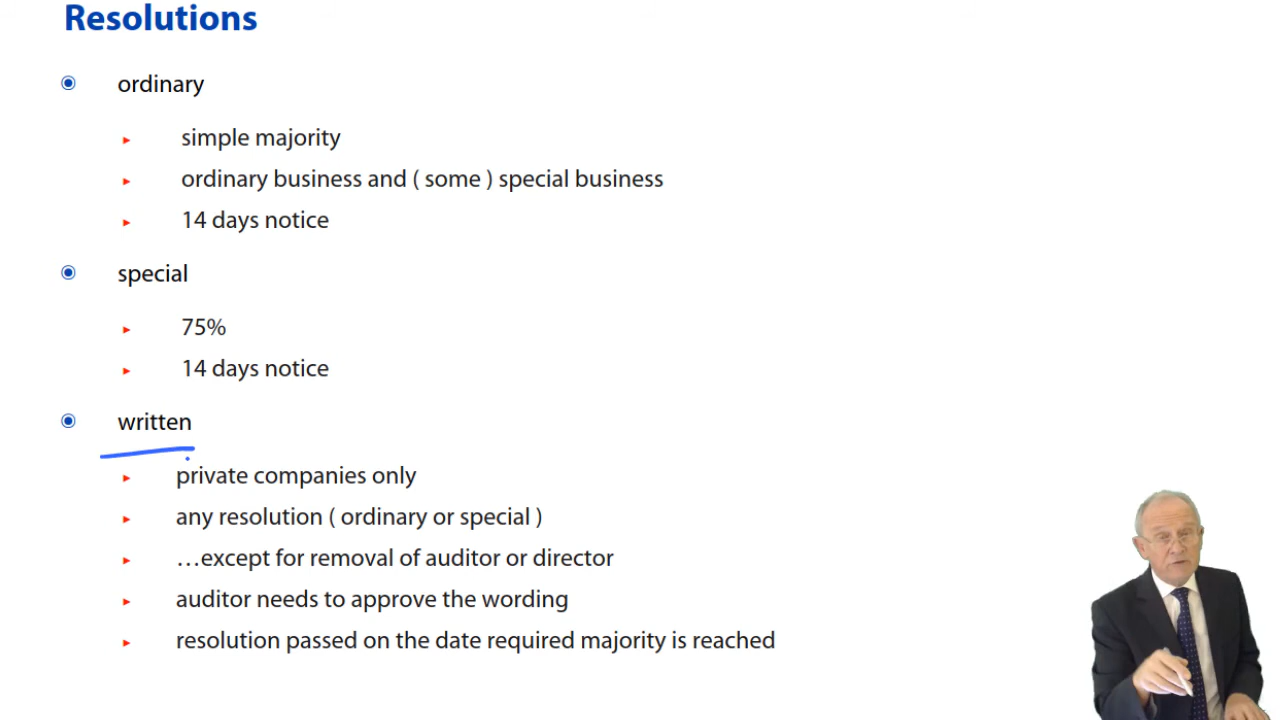 Resolutions
ordinary
simple majority
ordinary business and ( some ) special business
14 days notice
special
75%
14 days notice
written
private companies only
any resolution ( ordinary or special )
…except for removal of auditor or director
auditor needs to approve the wording
resolution passed on the date required majority is reached